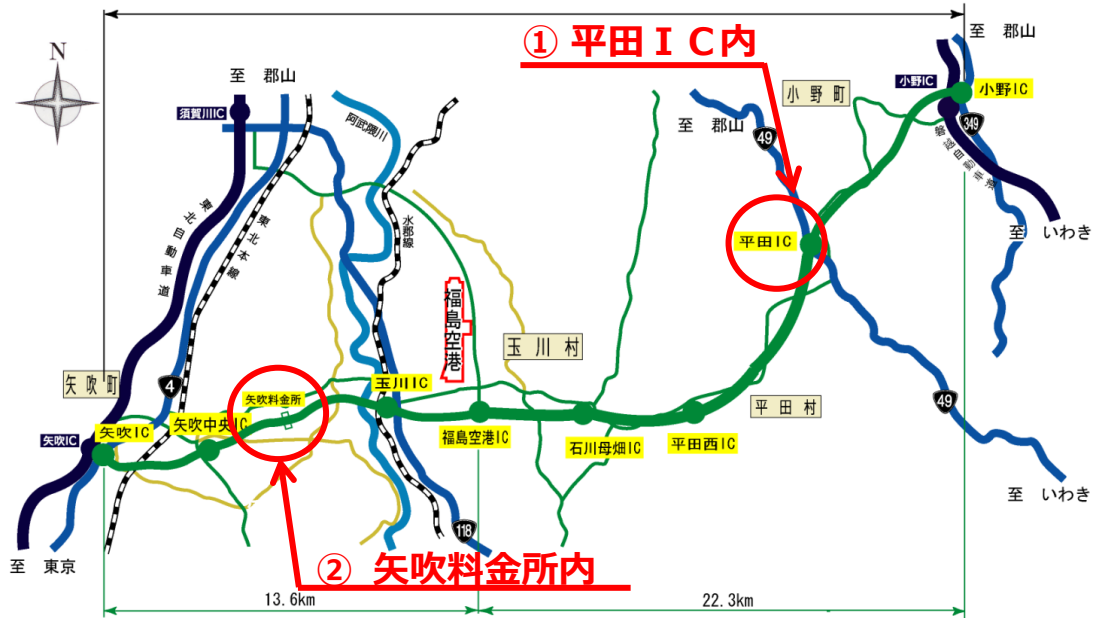 ① 平田ＩＣ内
N
至 郡山
至 郡山
小野IC
小野IC
小野町
須賀川IC
阿武隈川
至 郡山
49
349
磐越自動車道
東北自動車道
東北本線
水郡線
平田IC
至 いわき
福島空港
玉川村
矢吹町
4
矢吹料金所
玉川IC
平田村
49
矢吹IC
矢吹IC
矢吹中央IC
福島空港IC
石川母畑IC
平田西IC
至 いわき
118
至 東京
② 矢吹料金所内
13.6km
22.3km